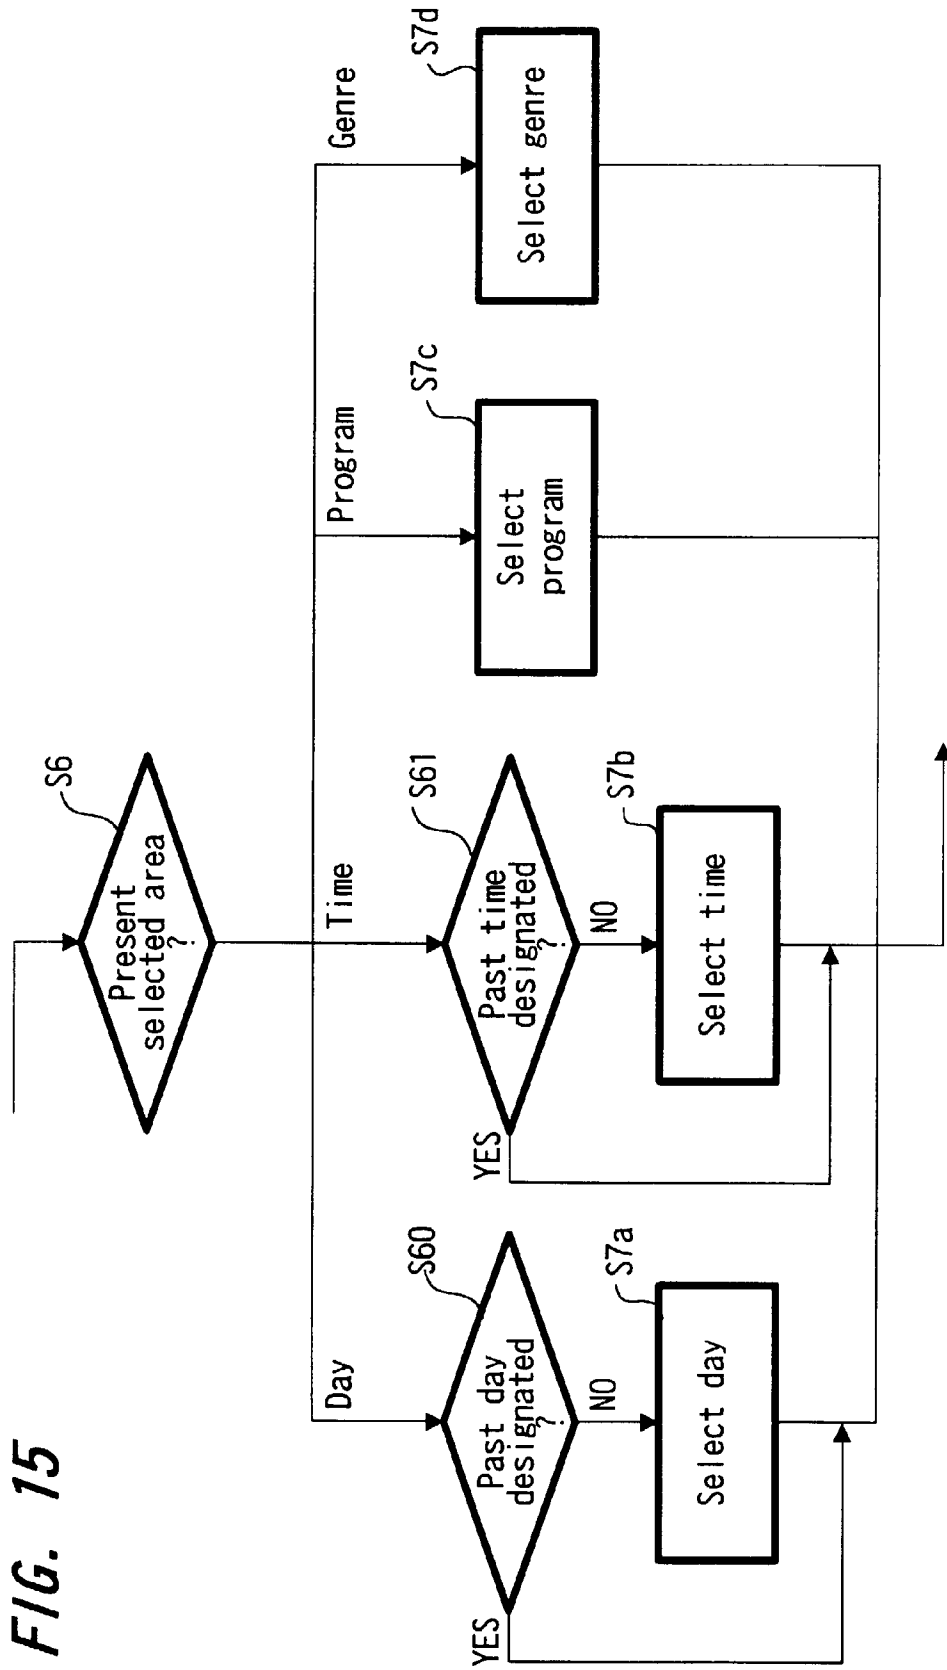 FIG. 15
S6
Present
selected area
?
Day
Time
Program
Genre
S60
Past day
designated
?
YES
NO
S7a
Select day
S61
Past time
designated
?
YES
NO
S7b
Select time
S7c
Select
program
S7d
Select genre